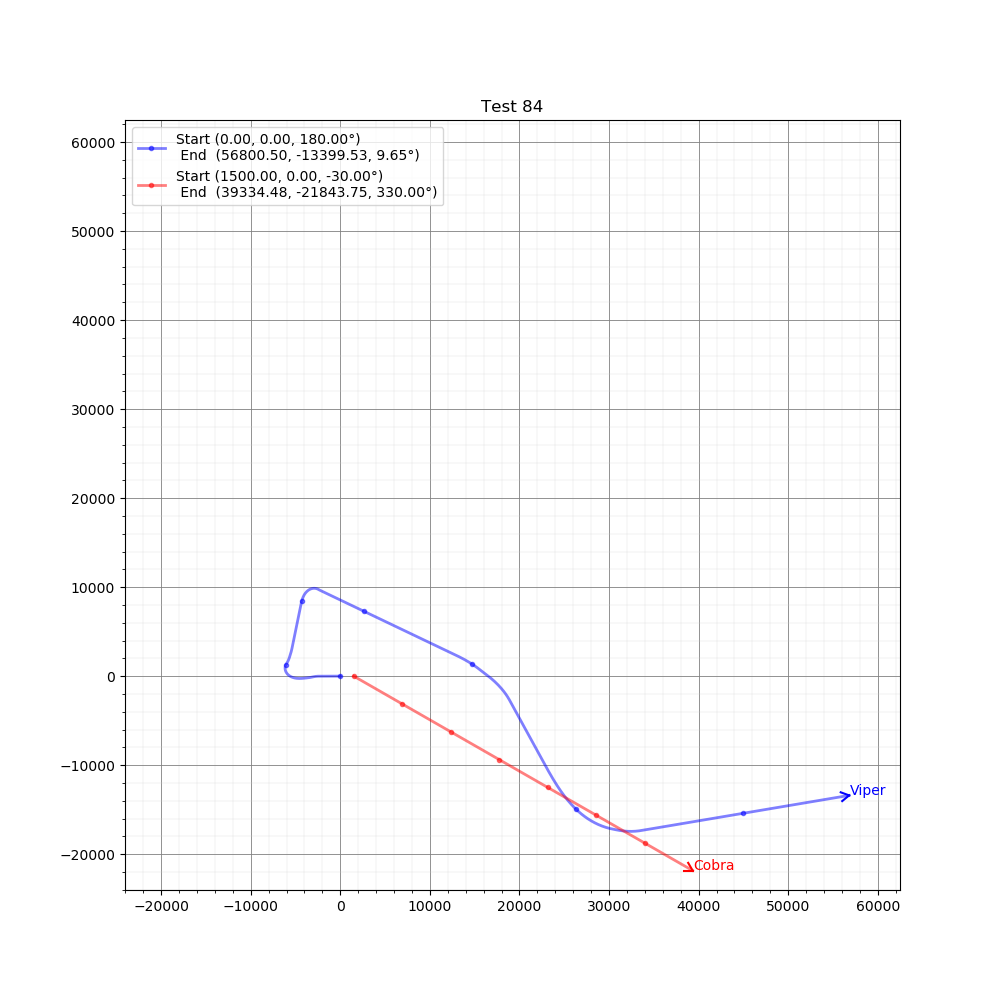 Test 84
Start (0.00, 0.00, 180.00°)
End (56800.50, -13399.53, 9.65°)
Start (1500.00, 0.00, -30.00°)
End (39334.48, -21843.75, 330.00°)
60000
50000
40000
30000
20000
10000
0
−10000
−20000
Viper
Cobra
−20000 −10000 0 10000 20000 30000 40000 50000 60000